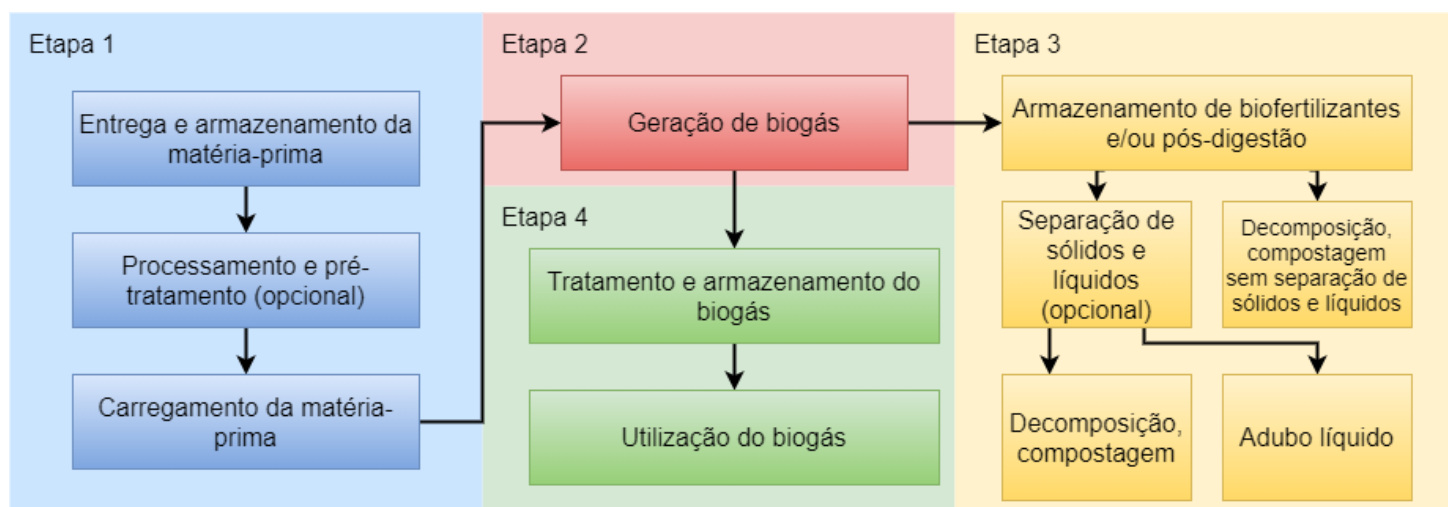 Etapa 1
Entrega e armazenamento da
matéria-prima
Processamento e pré-
tratamento (opcional)
Carregamento da matéria-
prima
Etapa 2
Geração de biogás
Etapa 4
Tratamento e armazenamento do
biogás
Utilização do biogás
Etapa 3
Armazenamento de biofertilizantes
e/ou pós-digestão
Separação de
sólidos e
líquidos
(opcional)
Decomposição,
compostagem
sem separação de
sólidos e líquidos
Decomposição,
compostagem
Adubo líquido